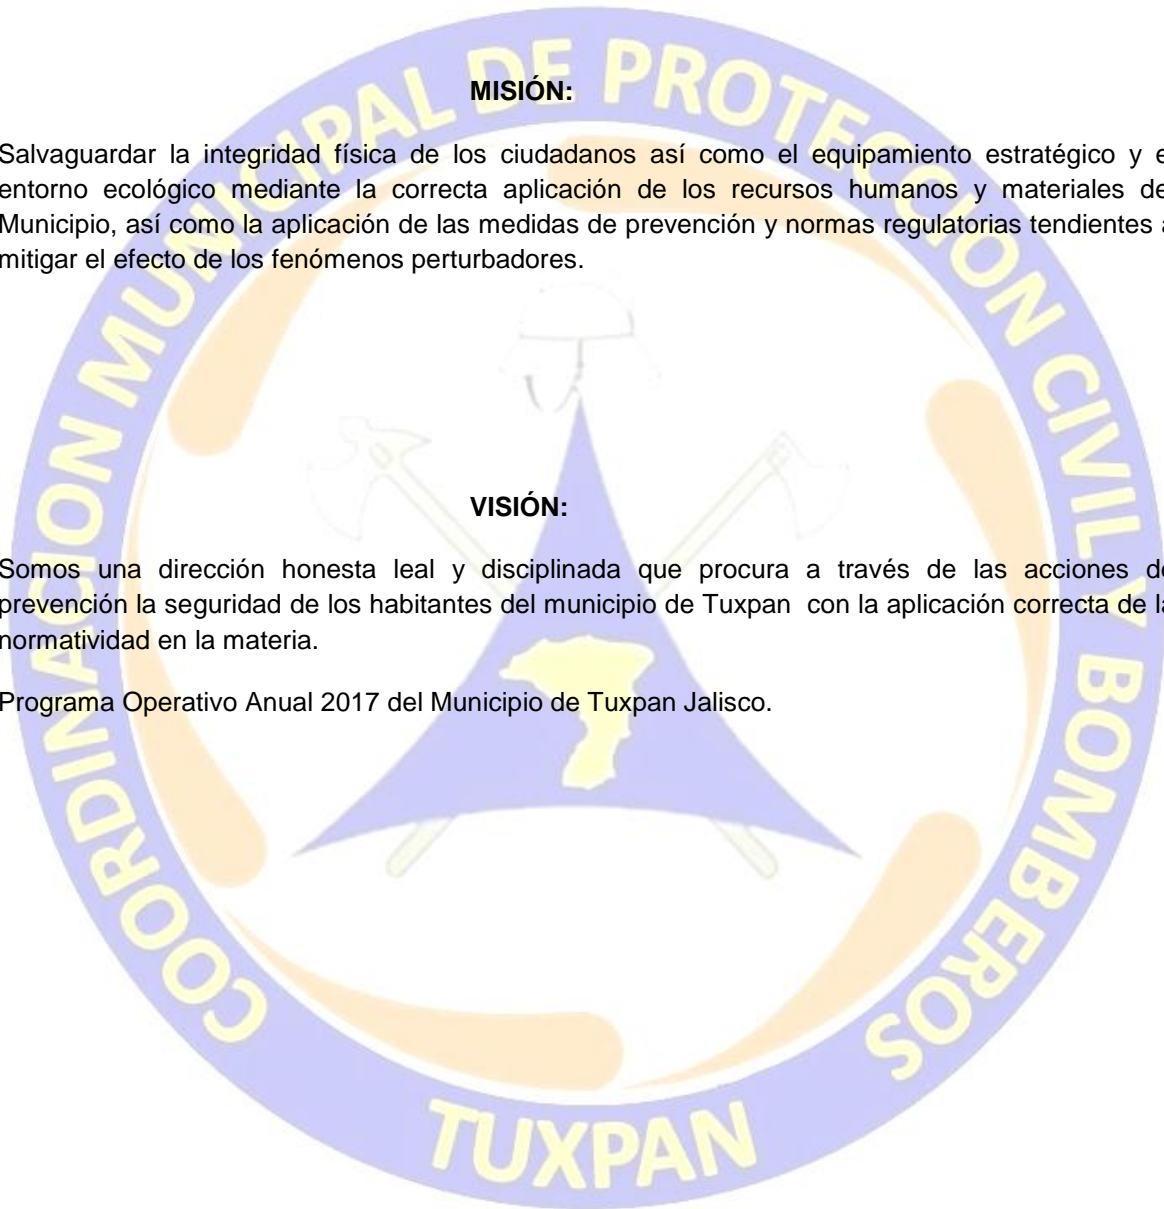 MISIÓN:
Salvaguardar la integridad física de los ciudadanos así como el equipamiento estratégico y e
entorno ecológico mediante la correcta aplicación de los recursos humanos y materiales de
Municipio, así como la aplicación de las medidas de prevención y normas regulatorias tendientes a
mitigar el efecto de los fenómenos perturbadores.
VISIÓN:
Somos una dirección honesta leal y disciplinada que procura a través de las acciones de
prevención la seguridad de los habitantes del municipio de Tuxpan con la aplicación correcta de la
normatividad en la materia.
Programa Operativo Anual 2017 del Municipio de Tuxpan Jalisco.
COORDINACION MUNICIPAL DE PROTECCION CIVIL Y BOMBEROS
TUXPAN